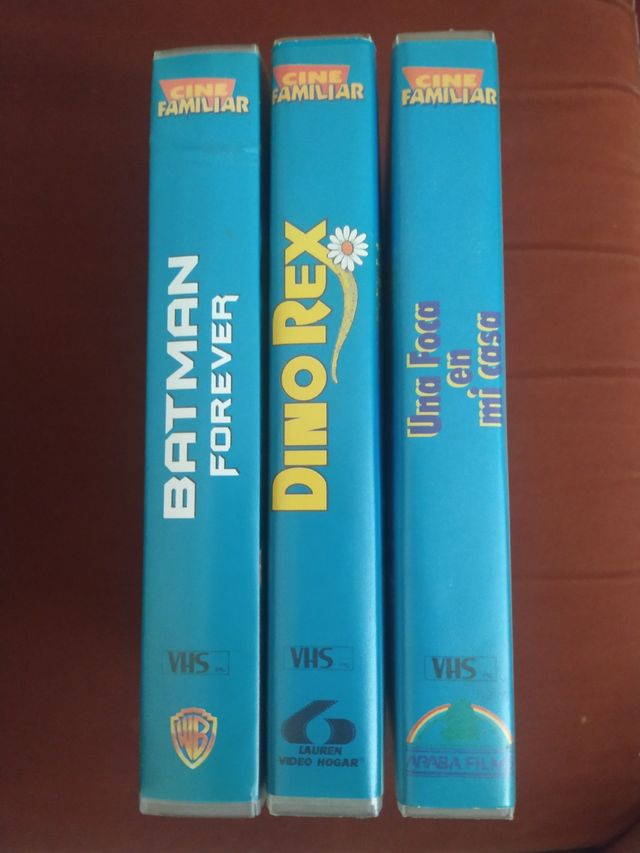 CINE
FAMILIAR
BATMAN
FOREVER
VHS
WB
CINE
FAMILIAR
DINO REX
VHS
LAUREN
VIDEO HOGAR
CINE
FAMILIAR
Una Foca
en
mi casa
VHS
ARABA FILMS